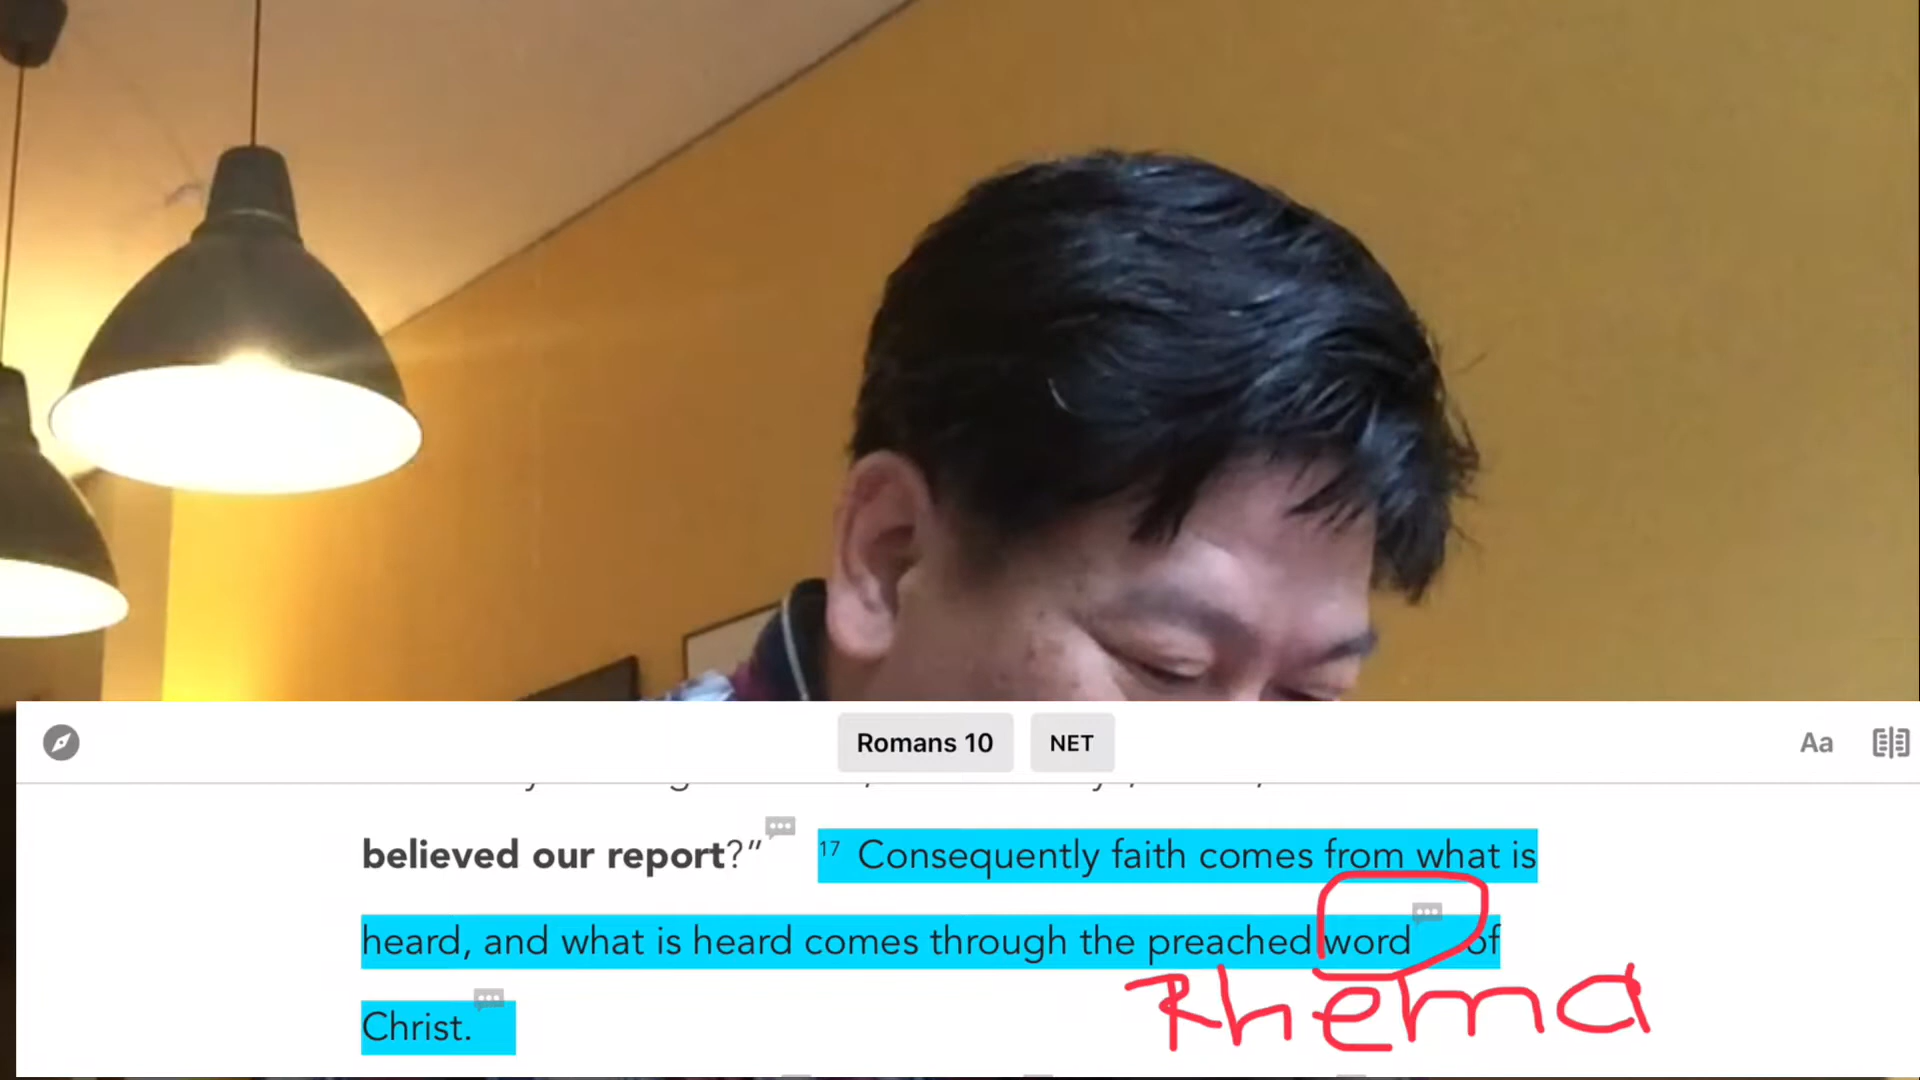 Romans 10 NET Aa
believed our report?” 17 Consequently faith comes from what is
heard, and what is heard comes through the preached word of
Christ.
Rhema